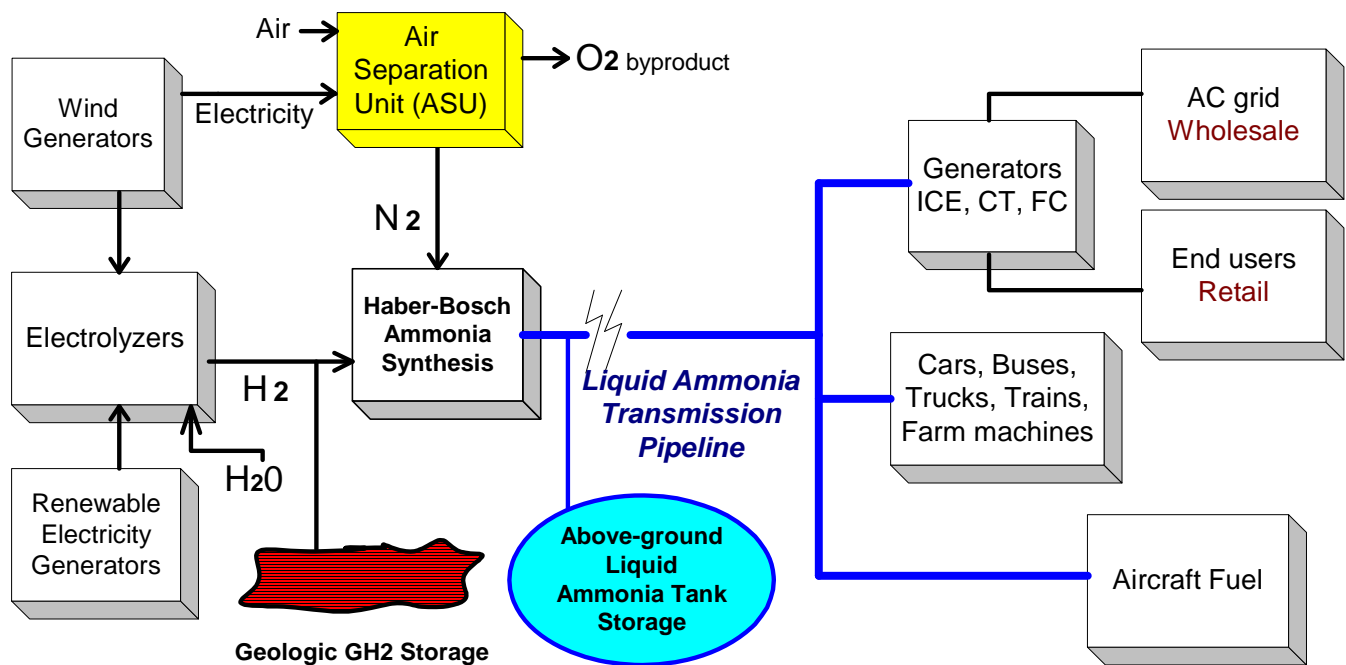 Air
Air
Separation
Unit (ASU)
O2 byproduct
Wind
Generators
Electricity
N2
Electrolyzers
H2
H20
Renewable
Electricity
Generators
Haber-Bosch
Ammonia
Synthesis
Geologic GH2 Storage
Liquid Ammonia
Transmission
Pipeline
Above-ground
Liquid
Ammonia Tank
Storage
Generators
ICE, CT, FC
AC grid
Wholesale
End users
Retail
Cars, Buses,
Trucks, Trains,
Farm machines
Aircraft Fuel